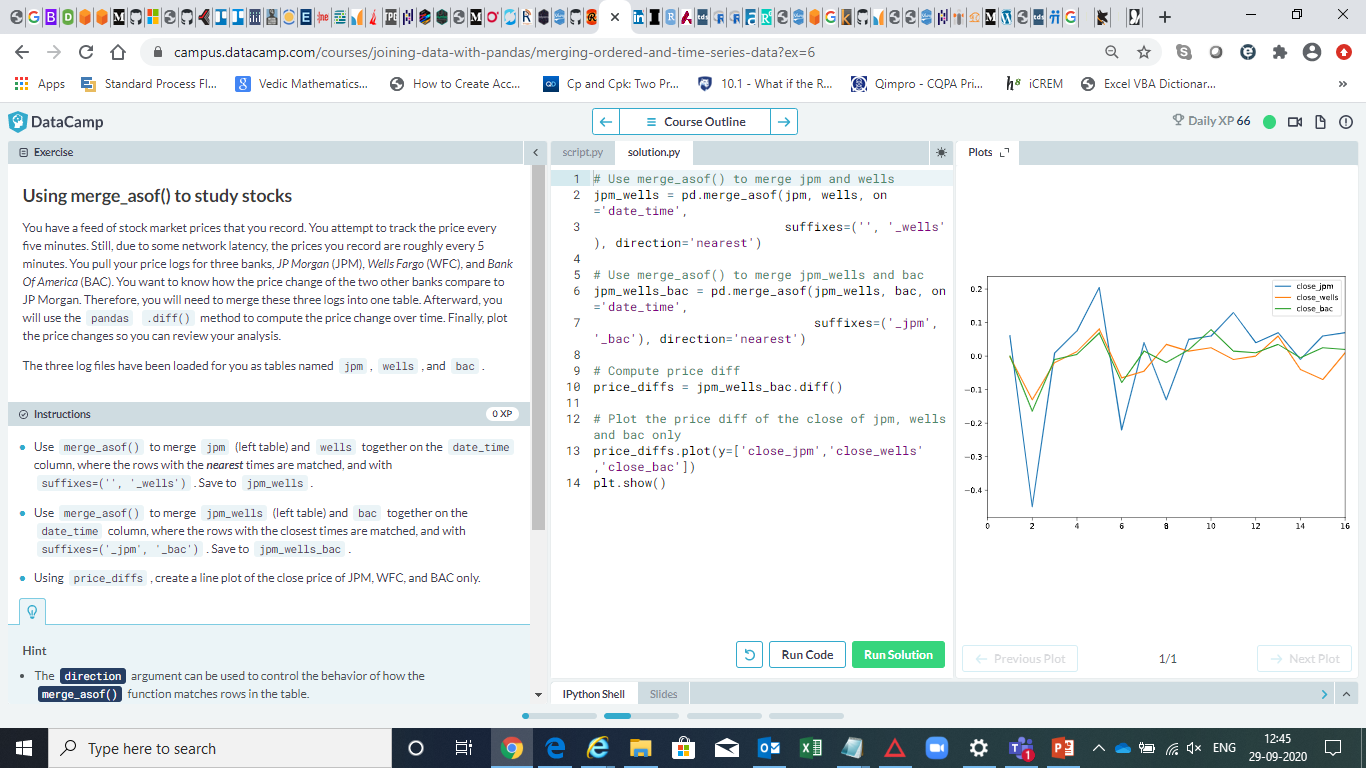 campus.datacamp.com/courses/joining-data-with-pandas/merging-ordered-and-time-series-data?ex=6
Apps
Standard Process Fl...
Vedic Mathematics...
How to Create Acc...
Cp and Cpk: Two Pr...
10.1 - What if the R...
Qimpro - CQPA Pri...
iCREM
Excel VBA Dictionar...
»
DataCamp
Course Outline
Daily XP 66
Exercise
Using merge_asof() to study stocks
You have a feed of stock market prices that you record. You attempt to track the price every
five minutes. Still, due to some network latency, the prices you record are roughly every 5
minutes. You pull your price logs for three banks, JP Morgan (JPM), Wells Fargo (WFC), and Bank
Of America (BAC). You want to know how the price change of the two other banks compare to
JP Morgan. Therefore, you will need to merge these three logs into one table. Afterward, you
will use the pandas .diff() method to compute the price change over time. Finally, plot
the price changes so you can review your analysis.
The three log files have been loaded for you as tables named jpm , wells , and bac .
Instructions
0 XP
Use merge_asof() to merge jpm (left table) and wells together on the date_time
column, where the rows with the nearest times are matched, and with
suffixes=('', '_wells') . Save to jpm_wells .
Use merge_asof() to merge jpm_wells (left table) and bac together on the
date_time column, where the rows with the closest times are matched, and with
suffixes=('_jpm', '_bac') . Save to jpm_wells_bac .
Using price_diffs , create a line plot of the close price of JPM, WFC, and BAC only.
Hint
The direction argument can be used to control the behavior of how the
merge_asof() function matches rows in the table.
script.py
solution.py
1 # Use merge_asof() to merge jpm and wells
2 jpm_wells = pd.merge_asof(jpm, wells, on
='date_time',
3 suffixes=('', '_wells'
), direction='nearest')
4
5 # Use merge_asof() to merge jpm_wells and bac
6 jpm_wells_bac = pd.merge_asof(jpm_wells, bac, on
='date_time',
7 suffixes=('_jpm',
'_bac'), direction='nearest')
8
9 # Compute price diff
10 price_diffs = jpm_wells_bac.diff()
11
12 # Plot the price diff of the close of jpm, wells
and bac only
13 price_diffs.plot(y=['close_jpm','close_wells'
,'close_bac'])
14 plt.show()
Run Code
Run Solution
IPython Shell
Slides
Plots
close_jpm
close_wells
close_bac
0.2
0.1
0.0
−0.1
−0.2
−0.3
−0.4
0 2 4 6 8 10 12 14 16
Previous Plot
1/1
Next Plot
Type here to search
ENG
12:45
29-09-2020